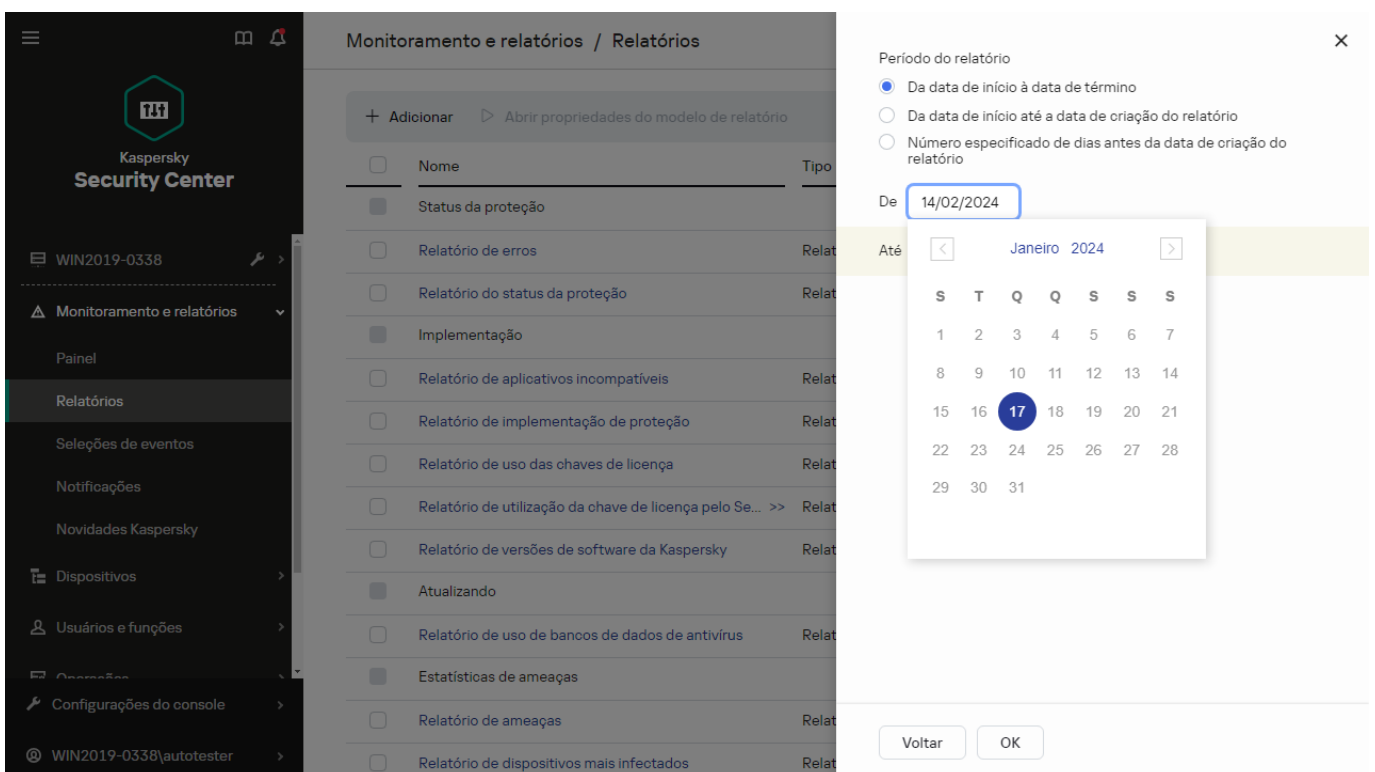 Kaspersky
Security Center
WIN2019-0338
Monitoramento e relatórios
Painel
Relatórios
Seleções de eventos
Notificações
Novidades Kaspersky
Dispositivos
Usuários e funções
Configurações do console
WIN2019-0338\autotester
Monitoramento e relatórios / Relatórios
+ Adicionar Abrir propriedades do modelo de relatório
Nome Tipo
Status da proteção
Relatório de erros Relat
Relatório do status da proteção Relat
Implementação
Relatório de aplicativos incompatíveis Relat
Relatório de implementação de proteção Relat
Relatório de uso das chaves de licença Relat
Relatório de utilização da chave de licença pelo Se... >> Relat
Relatório de versões de software da Kaspersky Relat
Atualizando
Relatório de uso de bancos de dados de antivírus Relat
Estatísticas de ameaças
Relatório de ameaças Relat
Relatório de dispositivos mais infectados Relat
Período do relatório
Da data de início à data de término
Da data de início até a data de criação do relatório
Número especificado de dias antes da data de criação do
relatório
De 14/02/2024
Até
Janeiro 2024
S T Q Q S S S
1 2 3 4 5 6 7
8 9 10 11 12 13 14
15 16 17 18 19 20 21
22 23 24 25 26 27 28
29 30 31
Voltar OK